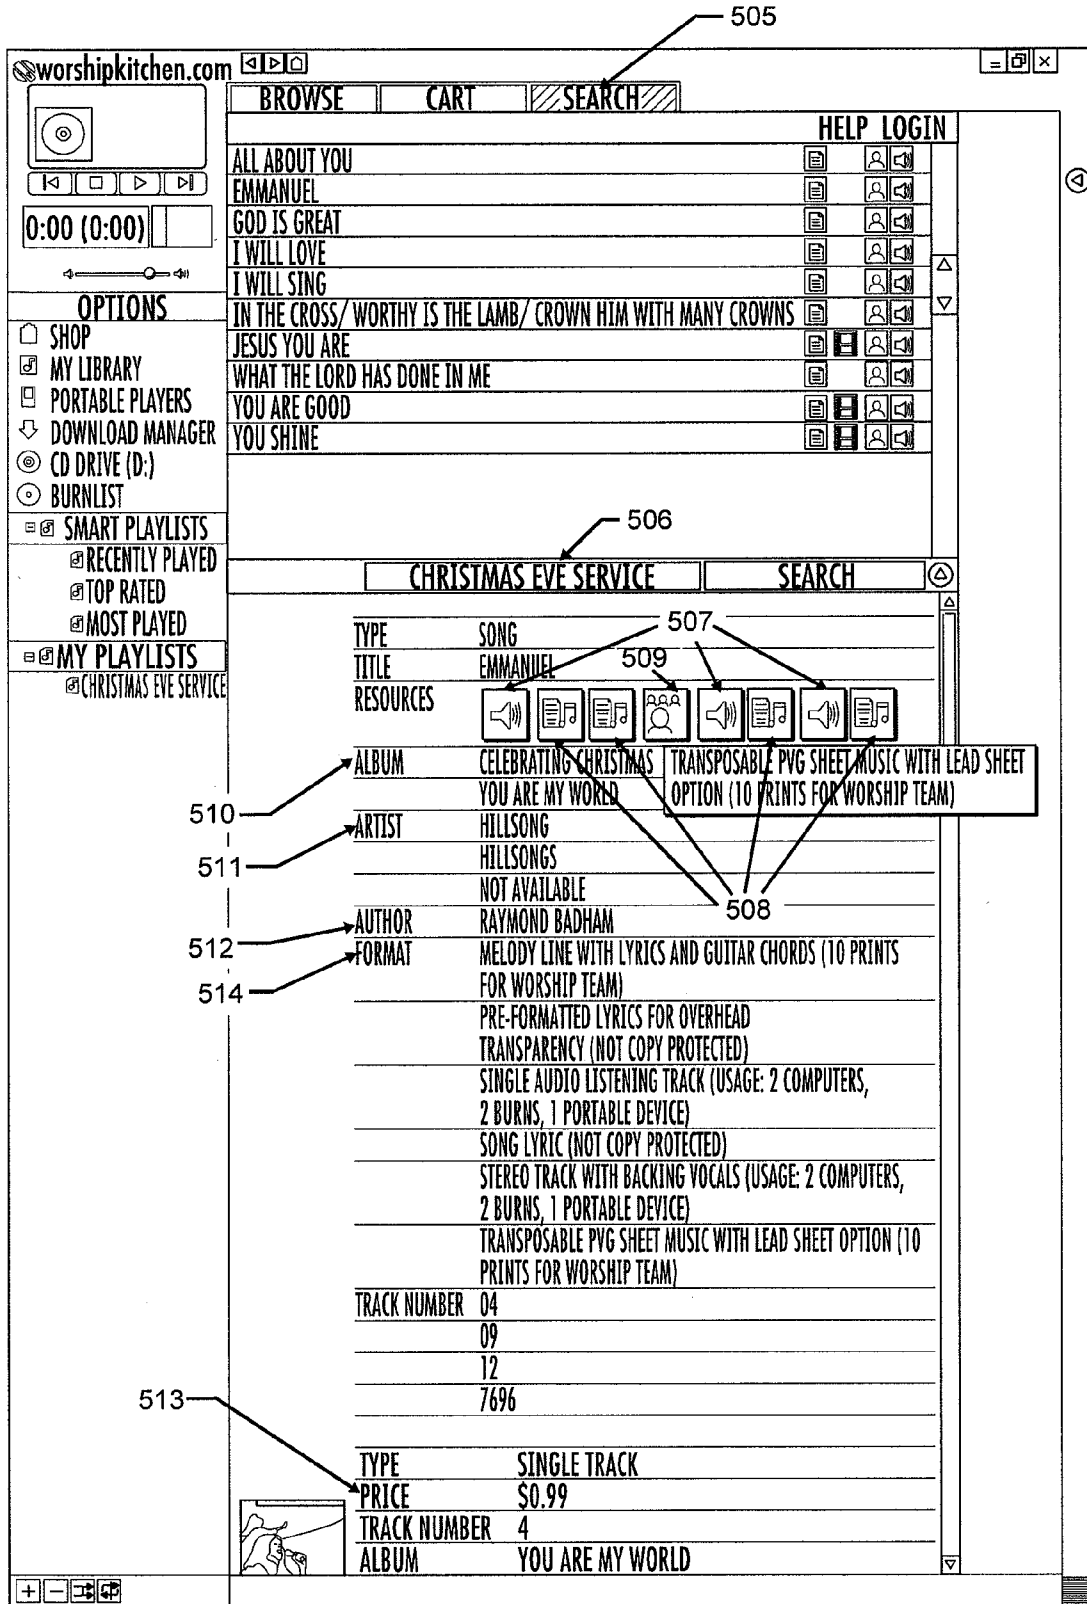 505
worshipkitchen.com
BROWSE CART SEARCH
HELP LOGIN
ALL ABOUT YOU
EMMANUEL
GOD IS GREAT
I WILL LOVE
I WILL SING
IN THE CROSS/ WORTHY IS THE LAMB/ CROWN HIM WITH MANY CROWNS
JESUS YOU ARE
WHAT THE LORD HAS DONE IN ME
YOU ARE GOOD
YOU SHINE
0:00 (0:00)
OPTIONS
SHOP
MY LIBRARY
PORTABLE PLAYERS
DOWNLOAD MANAGER
CD DRIVE (D:)
BURNLIST
SMART PLAYLISTS
RECENTLY PLAYED
TOP RATED
MOST PLAYED
MY PLAYLISTS
CHRISTMAS EVE SERVICE
506
CHRISTMAS EVE SERVICE SEARCH
TYPE SONG
507
TITLE EMMANUEL
509
RESOURCES
ALBUM CELEBRATING CHRISTMAS
YOU ARE MY WORLD
TRANSPOSABLE PVG SHEET MUSIC WITH LEAD SHEET
OPTION (10 PRINTS FOR WORSHIP TEAM)
510
ARTIST HILLSONG
511
HILLSONGS
NOT AVAILABLE
508
AUTHOR RAYMOND BADHAM
512
FORMAT MELODY LINE WITH LYRICS AND GUITAR CHORDS (10 PRINTS
FOR WORSHIP TEAM)
514
PRE-FORMATTED LYRICS FOR OVERHEAD
TRANSPARENCY (NOT COPY PROTECTED)
SINGLE AUDIO LISTENING TRACK (USAGE: 2 COMPUTERS,
2 BURNS, 1 PORTABLE DEVICE)
SONG LYRIC (NOT COPY PROTECTED)
STEREO TRACK WITH BACKING VOCALS (USAGE: 2 COMPUTERS,
2 BURNS, 1 PORTABLE DEVICE)
TRANSPOSABLE PVG SHEET MUSIC WITH LEAD SHEET OPTION (10
PRINTS FOR WORSHIP TEAM)
TRACK NUMBER 04
09
12
7696
513
TYPE SINGLE TRACK
PRICE $0.99
TRACK NUMBER 4
ALBUM YOU ARE MY WORLD